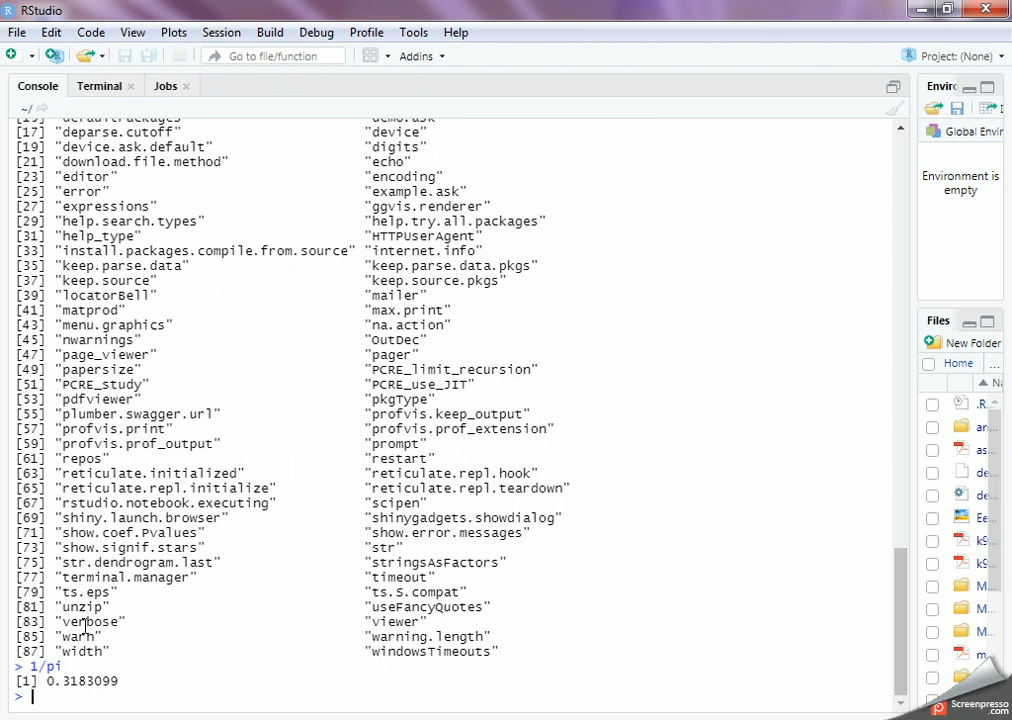 RStudio
File Edit Code View Plots Session Build Debug Profile Tools Help
Go to file/function Addins Project: (None)
Console Terminal Jobs
~/
[17] "deparse.cutoff" "device"
[19] "device.ask.default" "digits"
[21] "download.file.method" "echo"
[23] "editor" "encoding"
[25] "error" "example.ask"
[27] "expressions" "ggvis.renderer"
[29] "help.search.types" "help.try.all.packages"
[31] "help_type" "HTTPUserAgent"
[33] "install.packages.compile.from.source" "internet.info"
[35] "keep.parse.data" "keep.parse.data.pkgs"
[37] "keep.source" "keep.source.pkgs"
[39] "locatorBell" "mailer"
[41] "matprod" "max.print"
[43] "menu.graphics" "na.action"
[45] "nwarnings" "OutDec"
[47] "page_viewer" "pager"
[49] "papersize" "PCRE_limit_recursion"
[51] "PCRE_study" "PCRE_use_JIT"
[53] "pdfviewer" "pkgType"
[55] "plumber.swagger.url" "profvis.keep_output"
[57] "profvis.print" "profvis.prof_extension"
[59] "profvis.prof_output" "prompt"
[61] "repos" "restart"
[63] "reticulate.initialized" "reticulate.repl.hook"
[65] "reticulate.repl.initialize" "reticulate.repl.teardown"
[67] "rstudio.notebook.executing" "scipen"
[69] "shiny.launch.browser" "shinygadgets.showdialog"
[71] "show.coef.Pvalues" "show.error.messages"
[73] "show.signif.stars" "str"
[75] "str.dendrogram.last" "stringsAsFactors"
[77] "terminal.manager" "timeout"
[79] "ts.eps" "ts.S.compat"
[81] "unzip" "useFancyQuotes"
[83] "verbose" "viewer"
[85] "warn" "warning.length"
[87] "width" "windowsTimeouts"
> 1/pi
[1] 0.3183099
>
Envir
Global Envir
Environment is
empty
Files
New Folder
Home ...
Na
.R...
an...
as...
de...
de...
Ee...
k9...
k9...
M...
M...
M...
m...
Screenpresso
.com